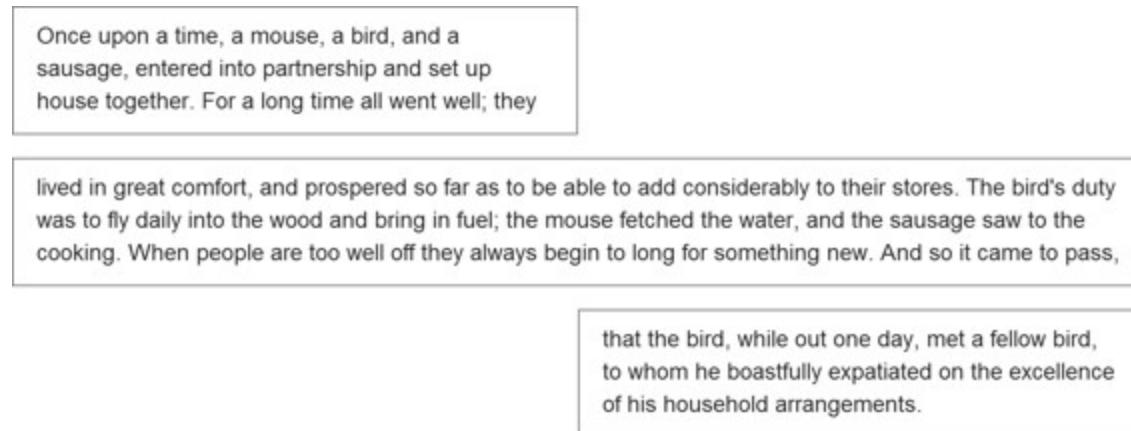 Once upon a time, a mouse, a bird, and a
sausage, entered into partnership and set up
house together. For a long time all went well; they
lived in great comfort, and prospered so far as to be able to add considerably to their stores. The bird's duty
was to fly daily into the wood and bring in fuel; the mouse fetched the water, and the sausage saw to the
cooking. When people are too well off they always begin to long for something new. And so it came to pass,
that the bird, while out one day, met a fellow bird,
to whom he boastfully expatiated on the excellence
of his household arrangements.